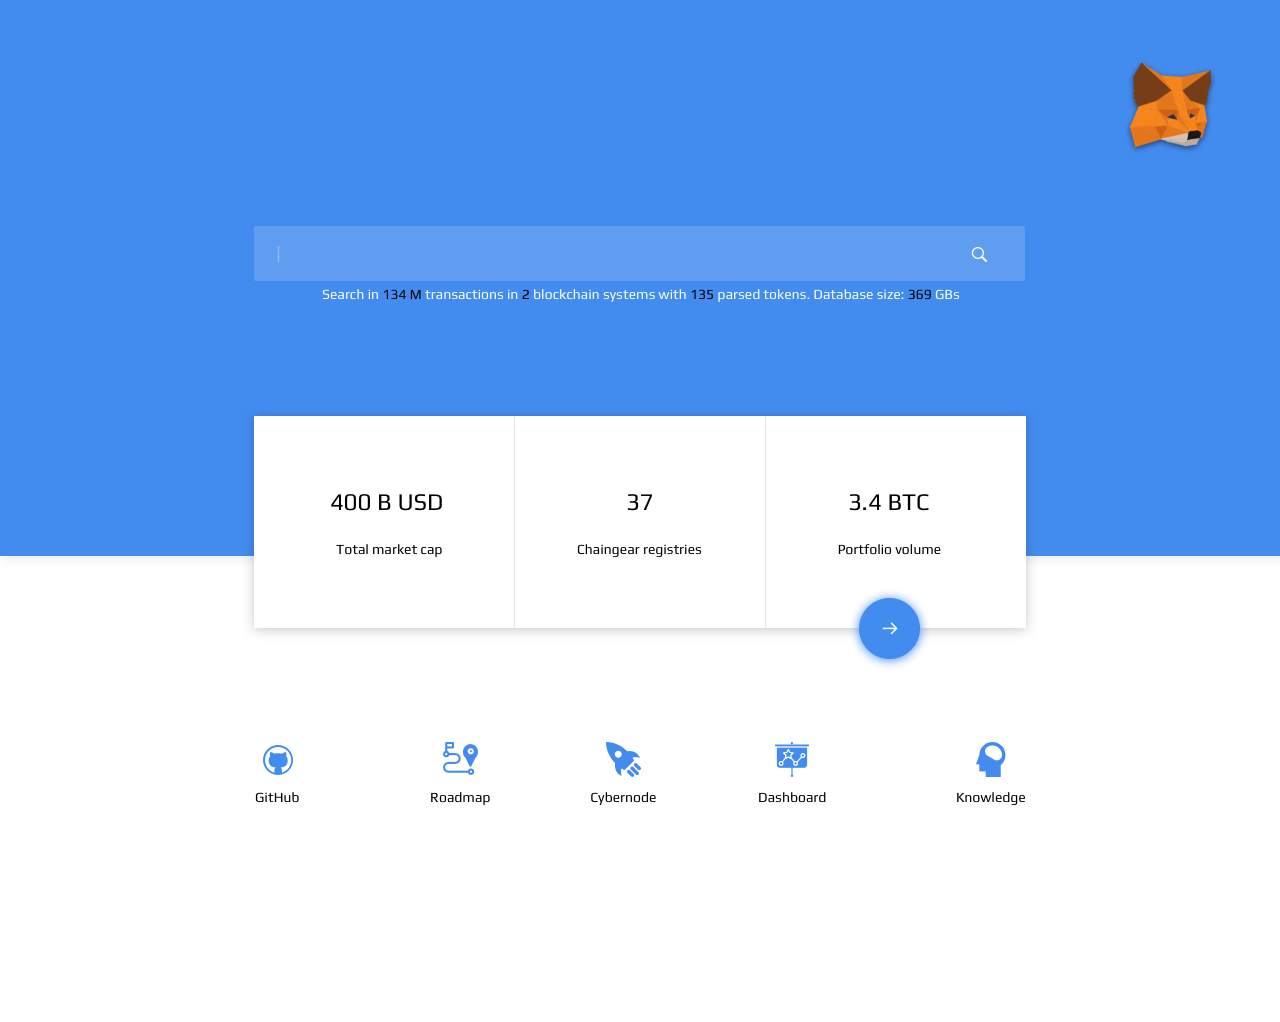 Search in 134 M transactions in 2 blockchain systems with 135 parsed tokens. Database size: 369 GBs
400 B USD
37
3.4 BTC
Total market cap
Chaingear registries
Portfolio volume
GitHub
Roadmap
Cybernode
Dashboard
Knowledge